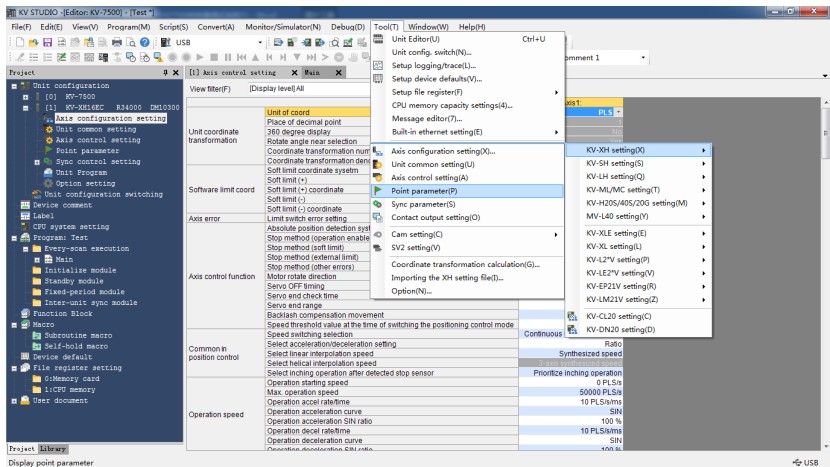 KV STUDIO -[Editor: KV-7500] - [Test *]
File(F) Edit(E) View(V) Program(M) Script(S) Convert(A) Monitor/Simulator(N) Debug(D) Tool(T) Window(W) Help(H)
USB
Comment 1
Project
[1] Axis control setting
Main
Unit configuration
[0] KV-7500
[1] KV-XH16EC R34000 DM10300
Axis configuration setting
Unit common setting
Axis control setting
Point parameter
Sync control setting
Unit Program
Option setting
Unit configuration switching
Device comment
Label
CPU system setting
Program: Test
Every-scan execution
Main
Initialize module
Standby module
Fixed-period module
Inter-unit sync module
Function Block
Macro
Subroutine macro
Self-hold macro
Device default
File register setting
0:Memory card
1:CPU memory
User document
Project Library
Display point parameter
USB
View filter(F) [Display level] All
Axis1:
Unit coordinate transformation
Unit of coord
PLS
Place of decimal point
360 degree display
No
Rotate angle near selection
Coordinate transformation num
Coordinate transformation deno
Software limit coord
Soft limit coordinate sysetm
Soft limit (+)
Soft limit (+) coordinate
Soft limit (-)
Soft limit (-) coordinate
Axis error
Limit switch error setting
Axis control function
Absolute position detection syst
Stop method (operation enable
Stop method (soft limit)
Stop method (external limit)
Stop method (other errors)
Motor rotate direction
Servo OFF timing
Servo end check time
Servo end range
Backlash compensation movement
Speed threshold value at the time of switching the positioning control mode
Common in position control
Speed switching selection
Continuous
Select acceleration/deceleration setting
Ratio
Select linear interpolation speed
Synthesized speed
Select helical interpolation speed
Select inching operation after detected stop sensor
Prioritize inching operation
Operation speed
Operation starting speed
0 PLS/s
Max. operation speed
50000 PLS/s
Operation accel rate/time
10 PLS/s/ms
Operation acceleration curve
SIN
Operation acceleration SIN ratio
100 %
Operation decel rate/time
10 PLS/s/ms
Operation deceleration curve
SIN
Operation deceleration SIN ratio
100 %
Unit Editor(U) Ctrl+U
Unit config. switch(N)...
Setup logging/trace(L)...
Setup device defaults(V)...
Setup file register(F)
CPU memory capacity settings(4)...
Message editor(7)...
Built-in ethernet setting(E)
Axis configuration setting(X)...
Unit common setting(U)
Axis control setting(A)
Point parameter(P)
Sync parameter(S)
Contact output setting(O)
Cam setting(C)
SV2 setting(V)
Coordinate transformation calculation(G)...
Importing the XH setting file(I)...
Option(N)...
KV-XH setting(X)
KV-SH setting(S)
KV-LH setting(Q)
KV-ML/MC setting(T)
KV-H20S/40S/20G setting(M)
MV-L40 setting(Y)
KV-XLE setting(E)
KV-XL setting(L)
KV-L2*V setting(P)
KV-LE2*V setting(P)
KV-EP21V setting(R)
KV-LM21V setting(Z)
KV-CL20 setting(C)
KV-DN20 setting(D)